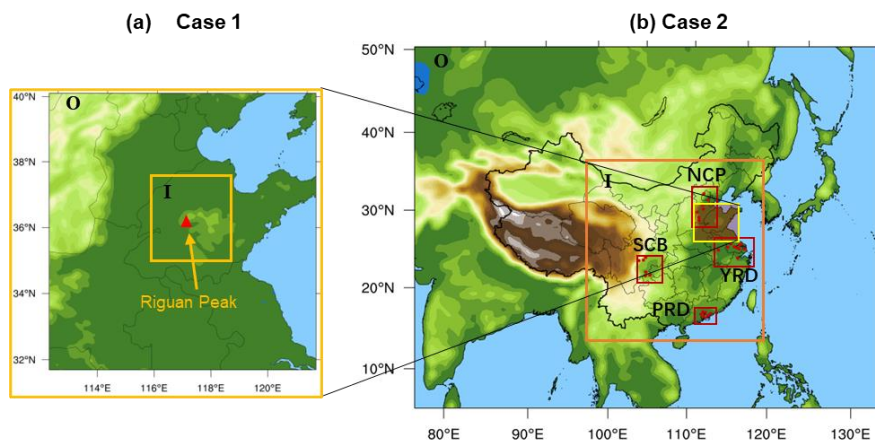 (a) Case 1
(b) Case 2
O
40°N
38°N
36°N
34°N
32°N
I
Riguan Peak
114°E 116°E 118°E 120°E
O
50°N
40°N
30°N
20°N
10°N
I
NCP
SCB
YRD
PRD
80°E 90°E 100°E 110°E 120°E 130°E